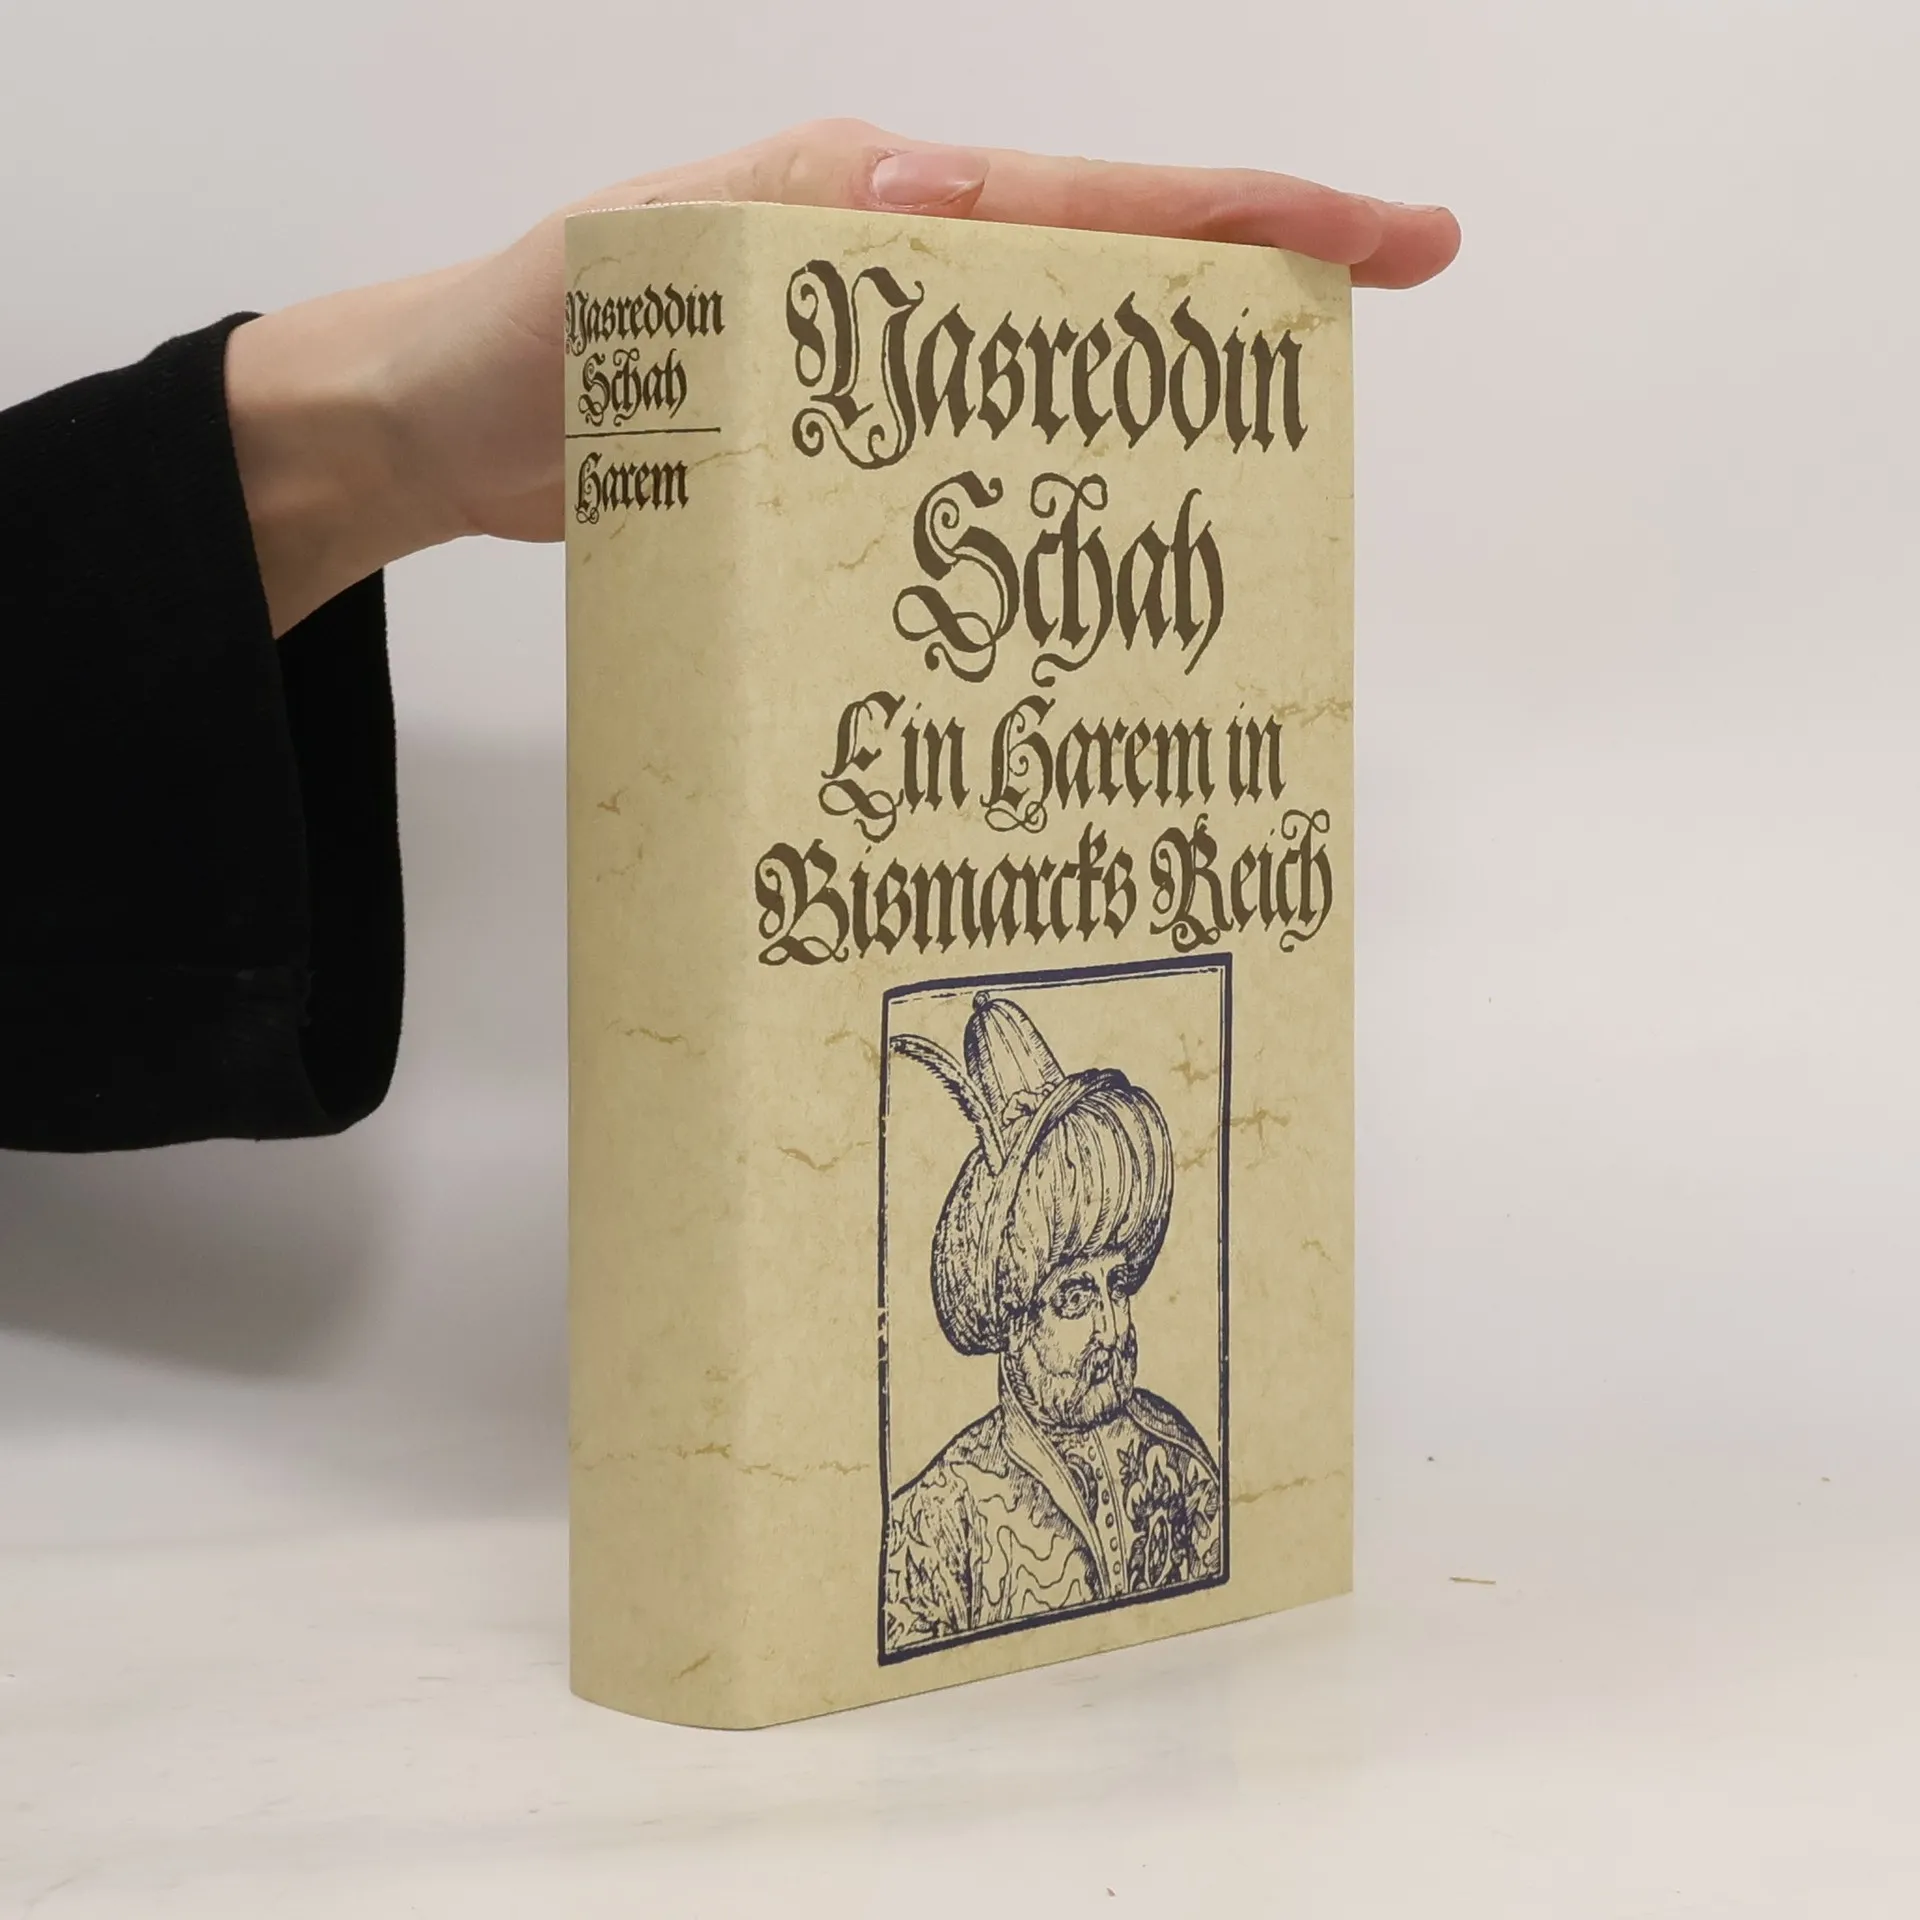 Nasreddin
Schah
Harem
Nasreddin
Schah
Ein Harem in
Bismarcks Reich